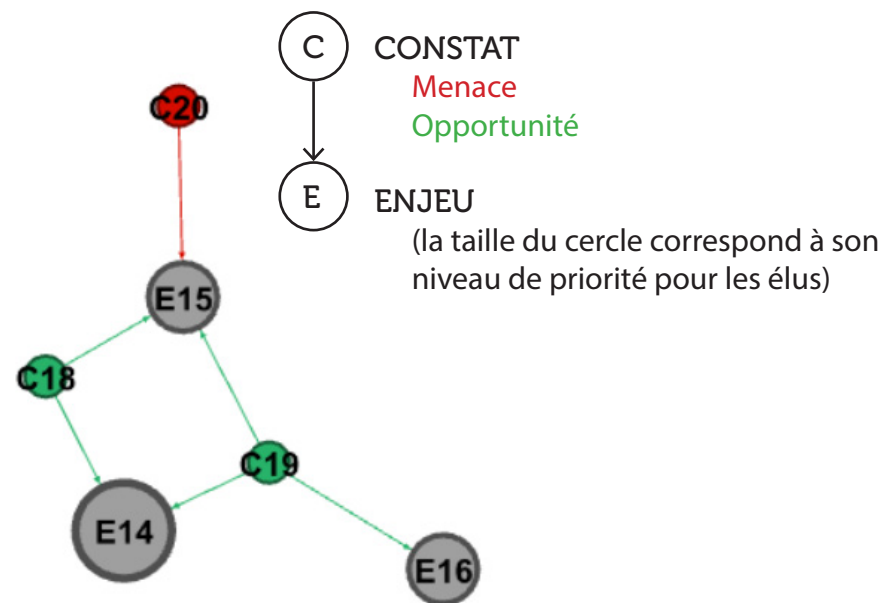 C
CONSTAT
Menace
Opportunité
E
ENJEU
(la taille du cercle correspond à son
niveau de priorité pour les élus)
C20
E15
C18
C19
E14
E16